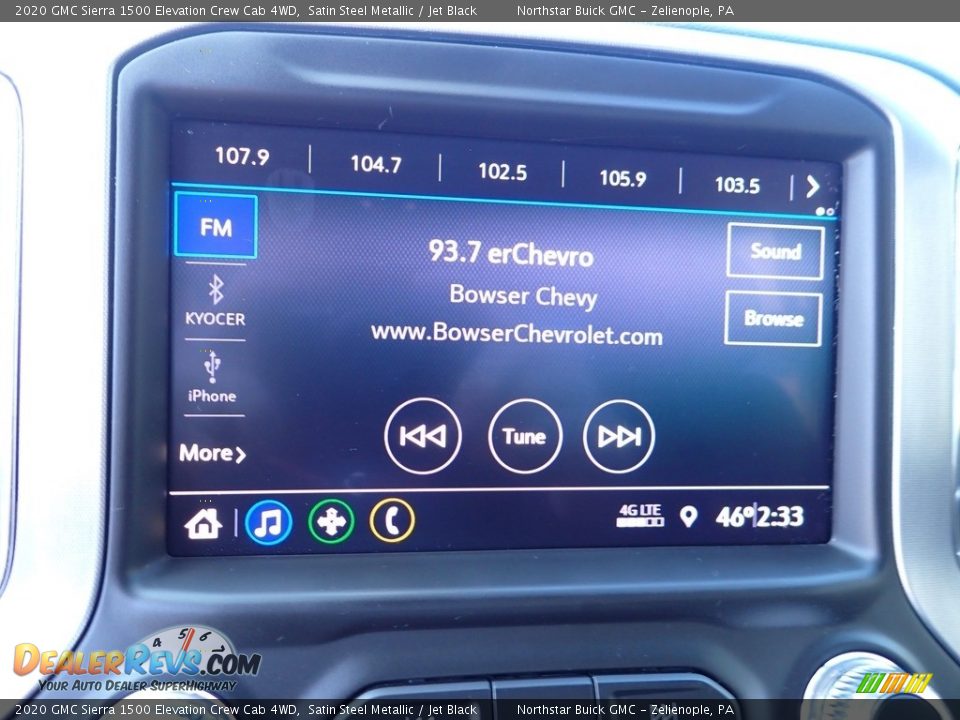 2020 GMC Sierra 1500 Elevation Crew Cab 4WD, Satin Steel Metallic / Jet Black Northstar Buick GMC – Zelienople, PA
107.9 104.7 102.5 105.9 103.5
FM
93.7 erChevro
Sound
Bowser Chevy
KYOCER
www.BowserChevrolet.com
Browse
iPhone
More
Tune
4G LTE
46° 2:33
4 5 6
DealerRevs.com
Your Auto Dealer SuperHighway
2020 GMC Sierra 1500 Elevation Crew Cab 4WD, Satin Steel Metallic / Jet Black Northstar Buick GMC – Zelienople, PA